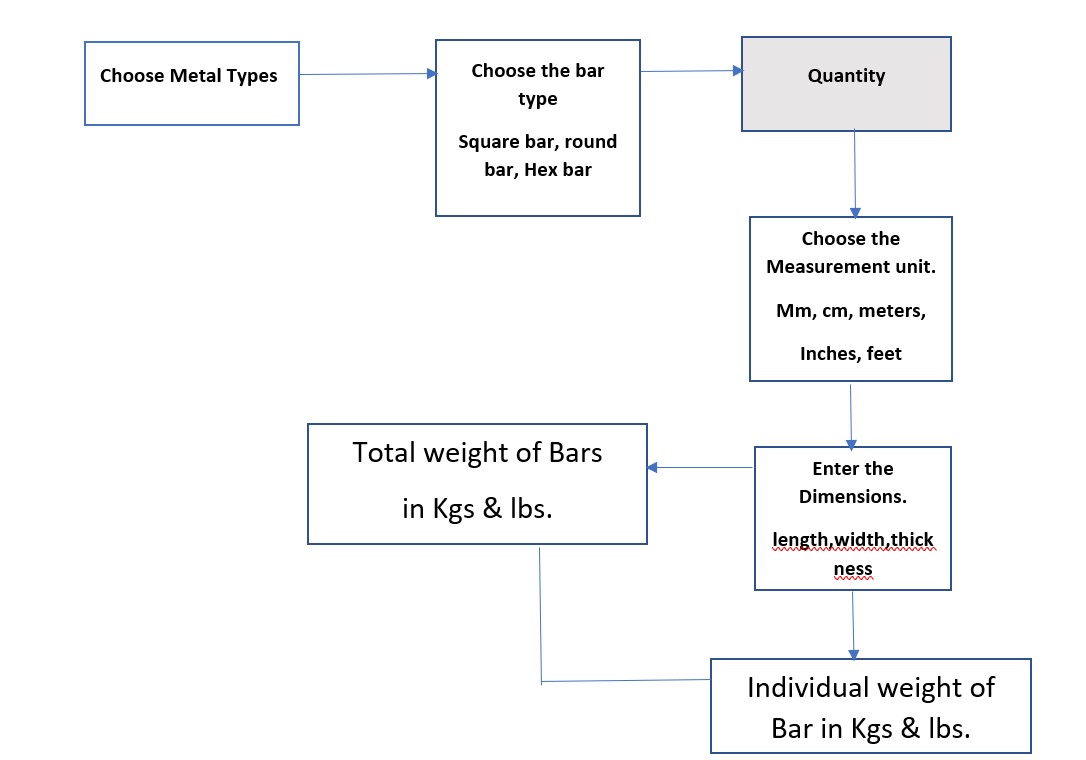 Choose Metal Types
Choose the bar
type
Square bar, round
bar, Hex bar
Quantity
Choose the
Measurement unit.
Mm, cm, meters,
Inches, feet
Enter the
Dimensions.
length,width,thick
ness
Total weight of Bars
in Kgs & lbs.
Individual weight of
Bar in Kgs & lbs.